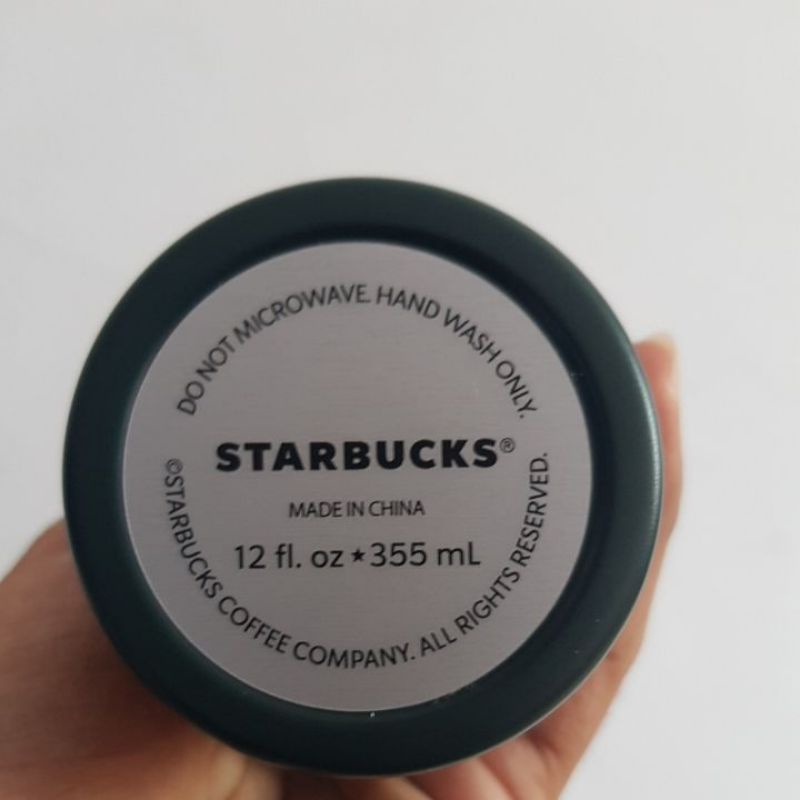 DO NOT MICROWAVE. HAND WASH ONLY.
STARBUCKS®
MADE IN CHINA
12 fl. oz★355 mL
©STARBUCKS COFFEE COMPANY. ALL RIGHTS RESERVED.